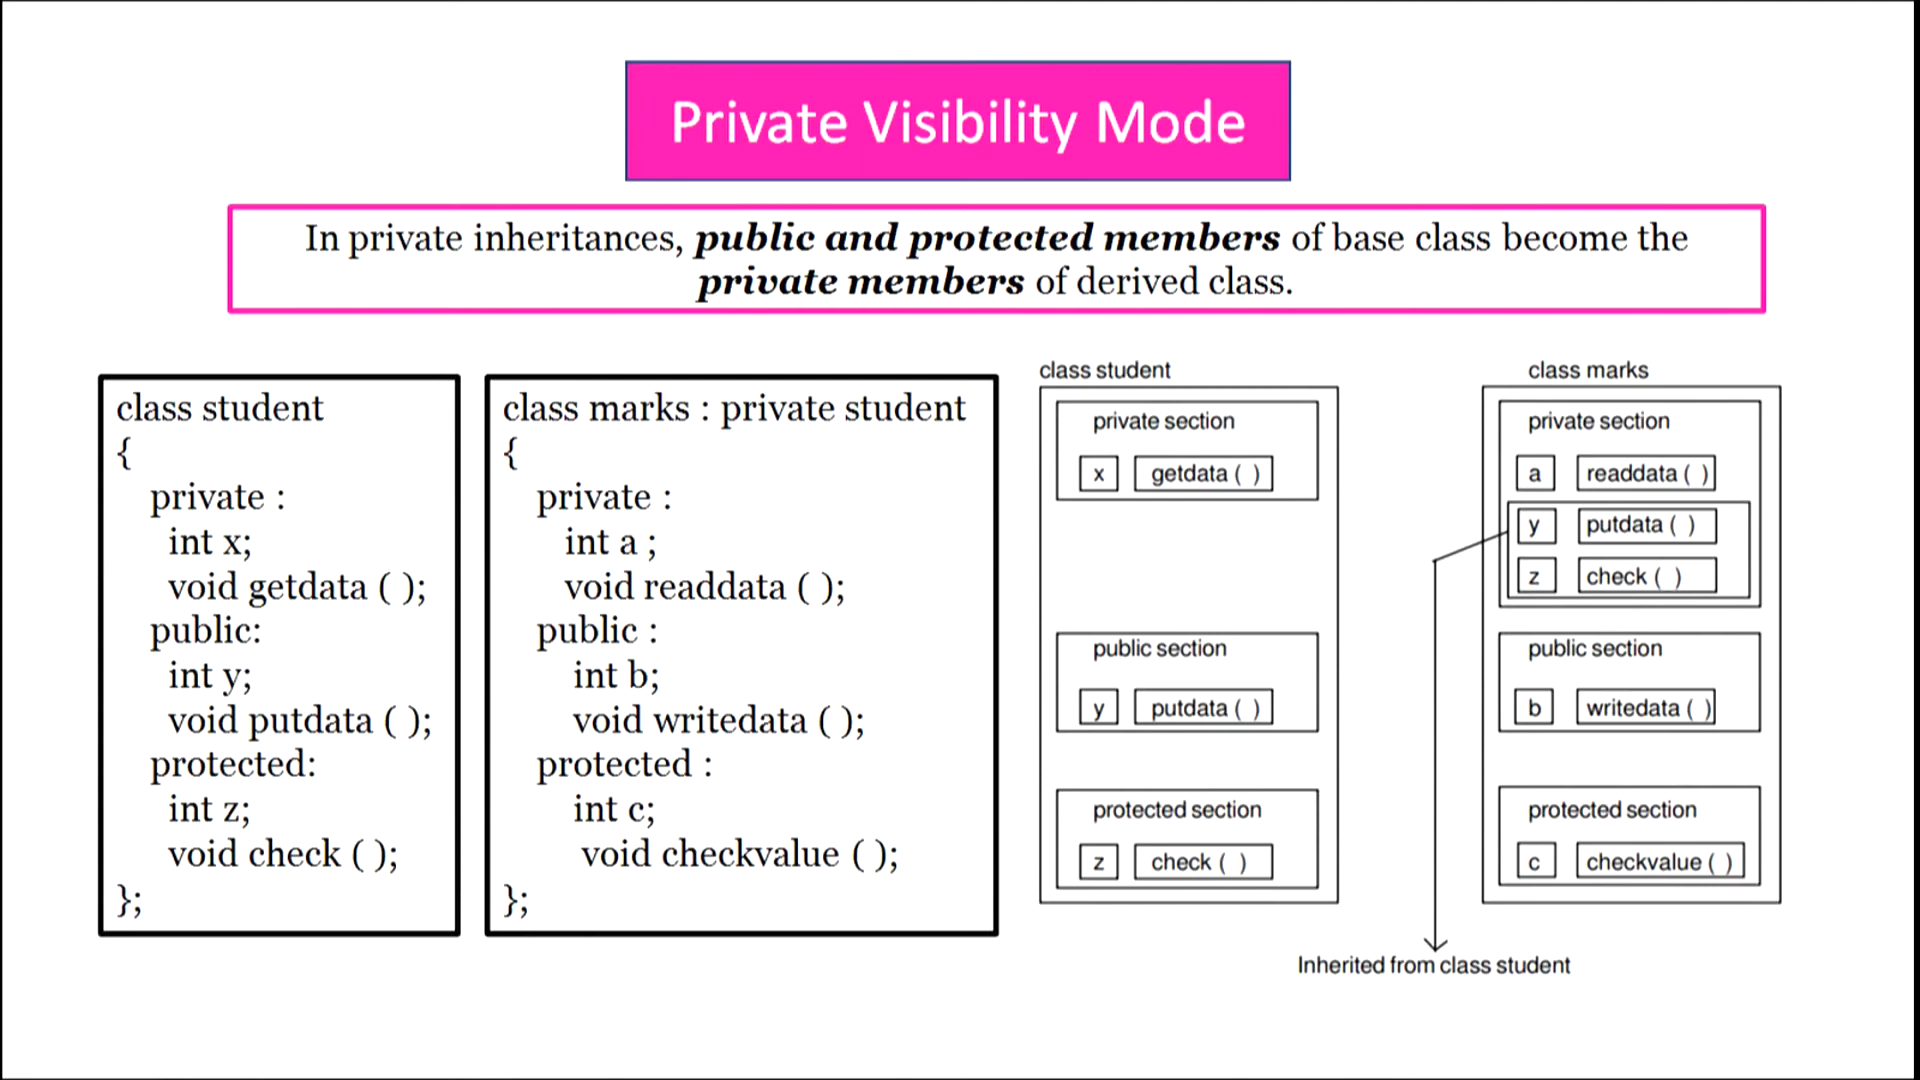 Private Visibility Mode
In private inheritances, public and protected members of base class become the
private members of derived class.
class student
{
private :
int x;
void getdata ( );
public:
int y;
void putdata ( );
protected:
int z;
void check ( );
};
class marks : private student
{
private :
int a ;
void readdata ( );
public :
int b;
void writedata ( );
protected :
int c;
void checkvalue ( );
};
class student
private section
x getdata ( )
public section
y putdata ( )
protected section
z check ( )
class marks
private section
a readdata ( )
y putdata ( )
z check ( )
public section
b writedata ( )
protected section
c checkvalue ( )
Inherited from class student